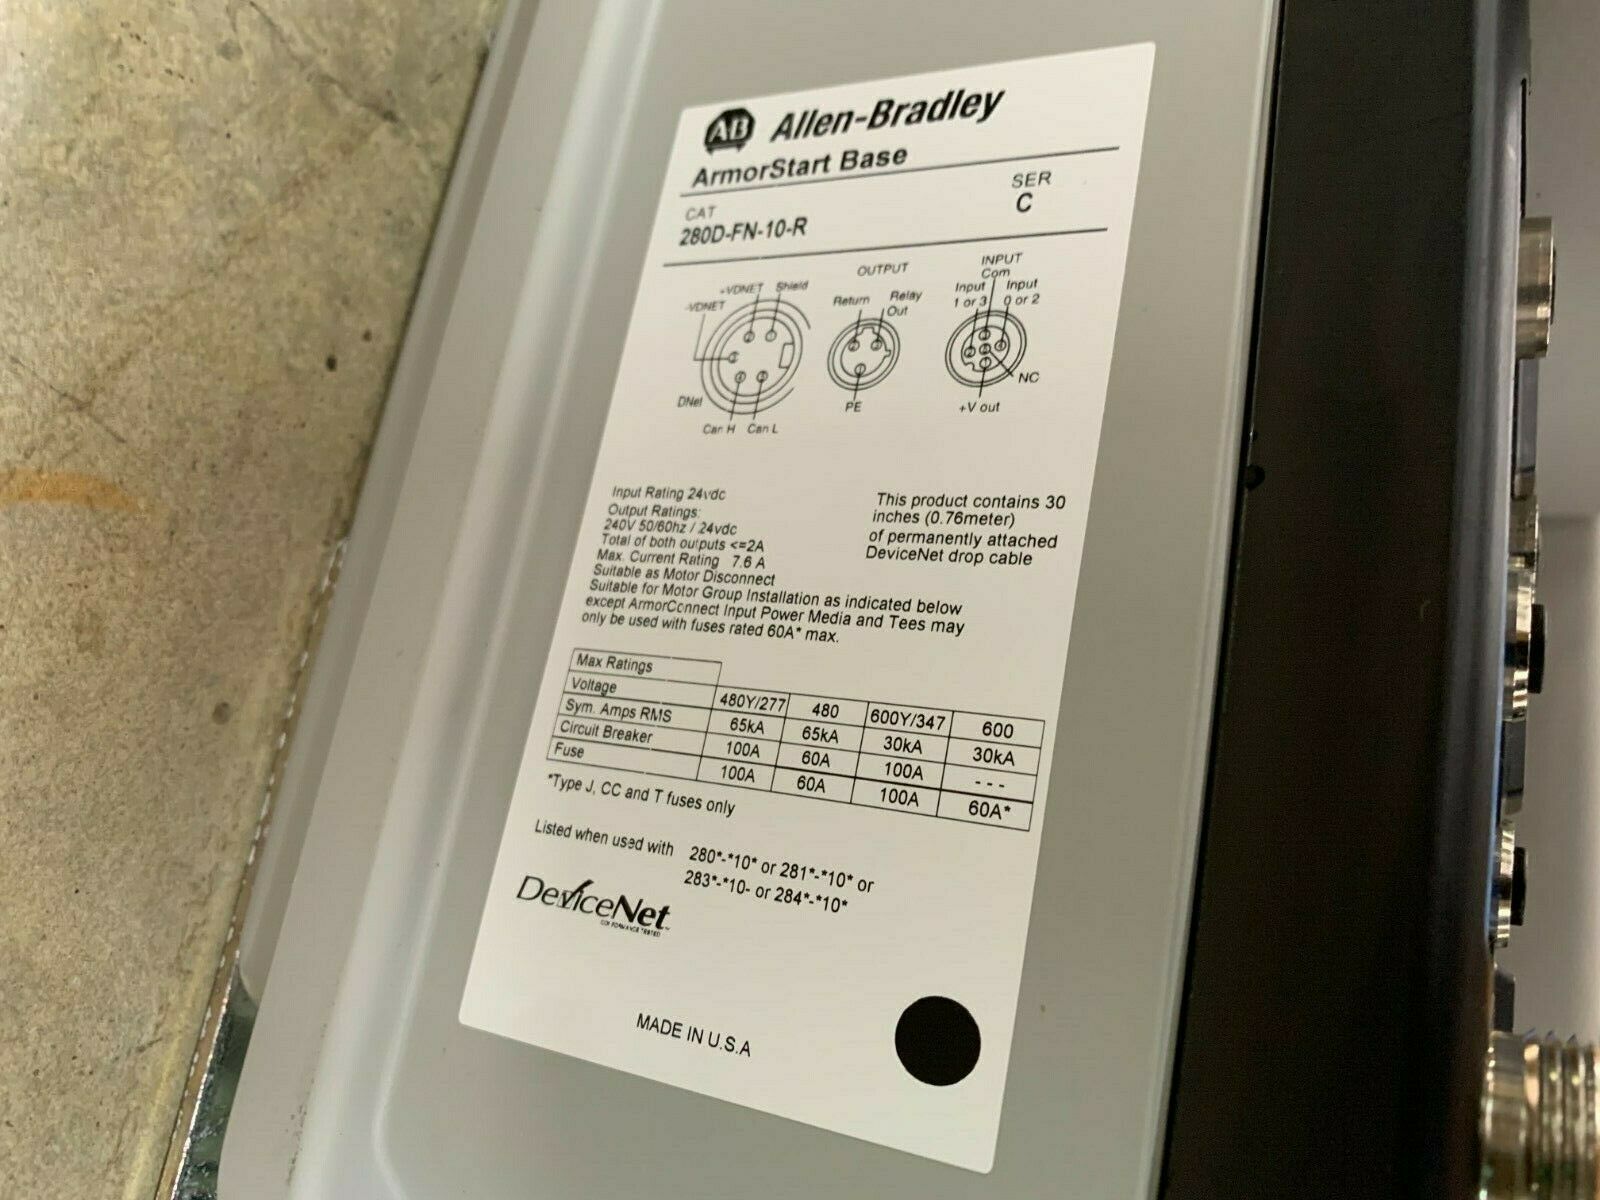 AB Allen-Bradley
ArmorStart Base
CAT
280D-FN-10-R
SER
C
-VDNET
+VDNET
Shield
DNet
Can H
Can L
OUTPUT
Return
Relay
Out
PE
INPUT
Com
Input
1 or 3
Input
0 or 2
NC
+V out
Input Rating 24vdc
Output Ratings:
240V 50/60hz / 24vdc
Total of both outputs <=2A
Max. Current Rating 7.6 A
Suitable as Motor Disconnect
Suitable for Motor Group Installation as indicated below
except ArmorConnect Input Power Media and Tees may
only be used with fuses rated 60A* max.
This product contains 30
inches (0.76meter)
of permanently attached
DeviceNet drop cable
Max Ratings
Voltage 480Y/277 480 600Y/347 600
Sym. Amps RMS 65kA 65kA 30kA 30kA
Circuit Breaker 100A 60A 100A ---
Fuse 100A 60A 100A 60A*
*Type J, CC and T fuses only
Listed when used with 280*-*10* or 281*-*10* or
283*-*10- or 284*-*10*
DeviceNet™
CONFORMANCE TESTED
MADE IN U.S.A